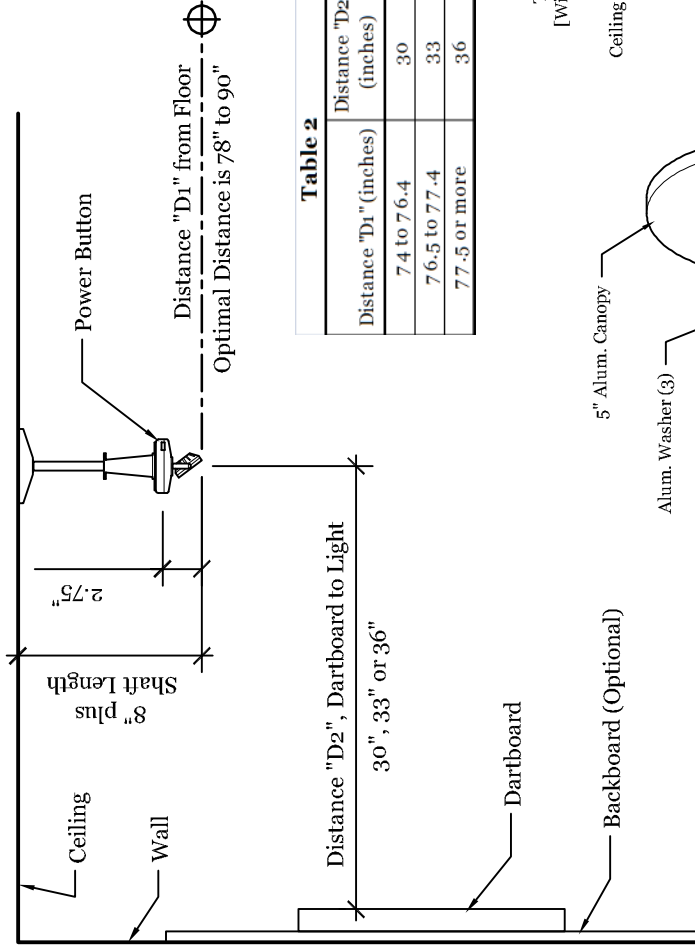 Ceiling
Wall
8" plus
Shaft Length
2.75"
Power Button
Distance "D1" from Floor
Optimal Distance is 78" to 90"
Distance "D2", Dartboard to Light
30", 33" or 36"
Dartboard
Backboard (Optional)
Table 2
Distance "D1" (inches)
Distance "D2
(inches)
74 to 76.4
30
76.5 to 77.4
33
77.5 or more
36
5" Alum. Canopy
Alum. Washer (3)
[Wi
Ceiling